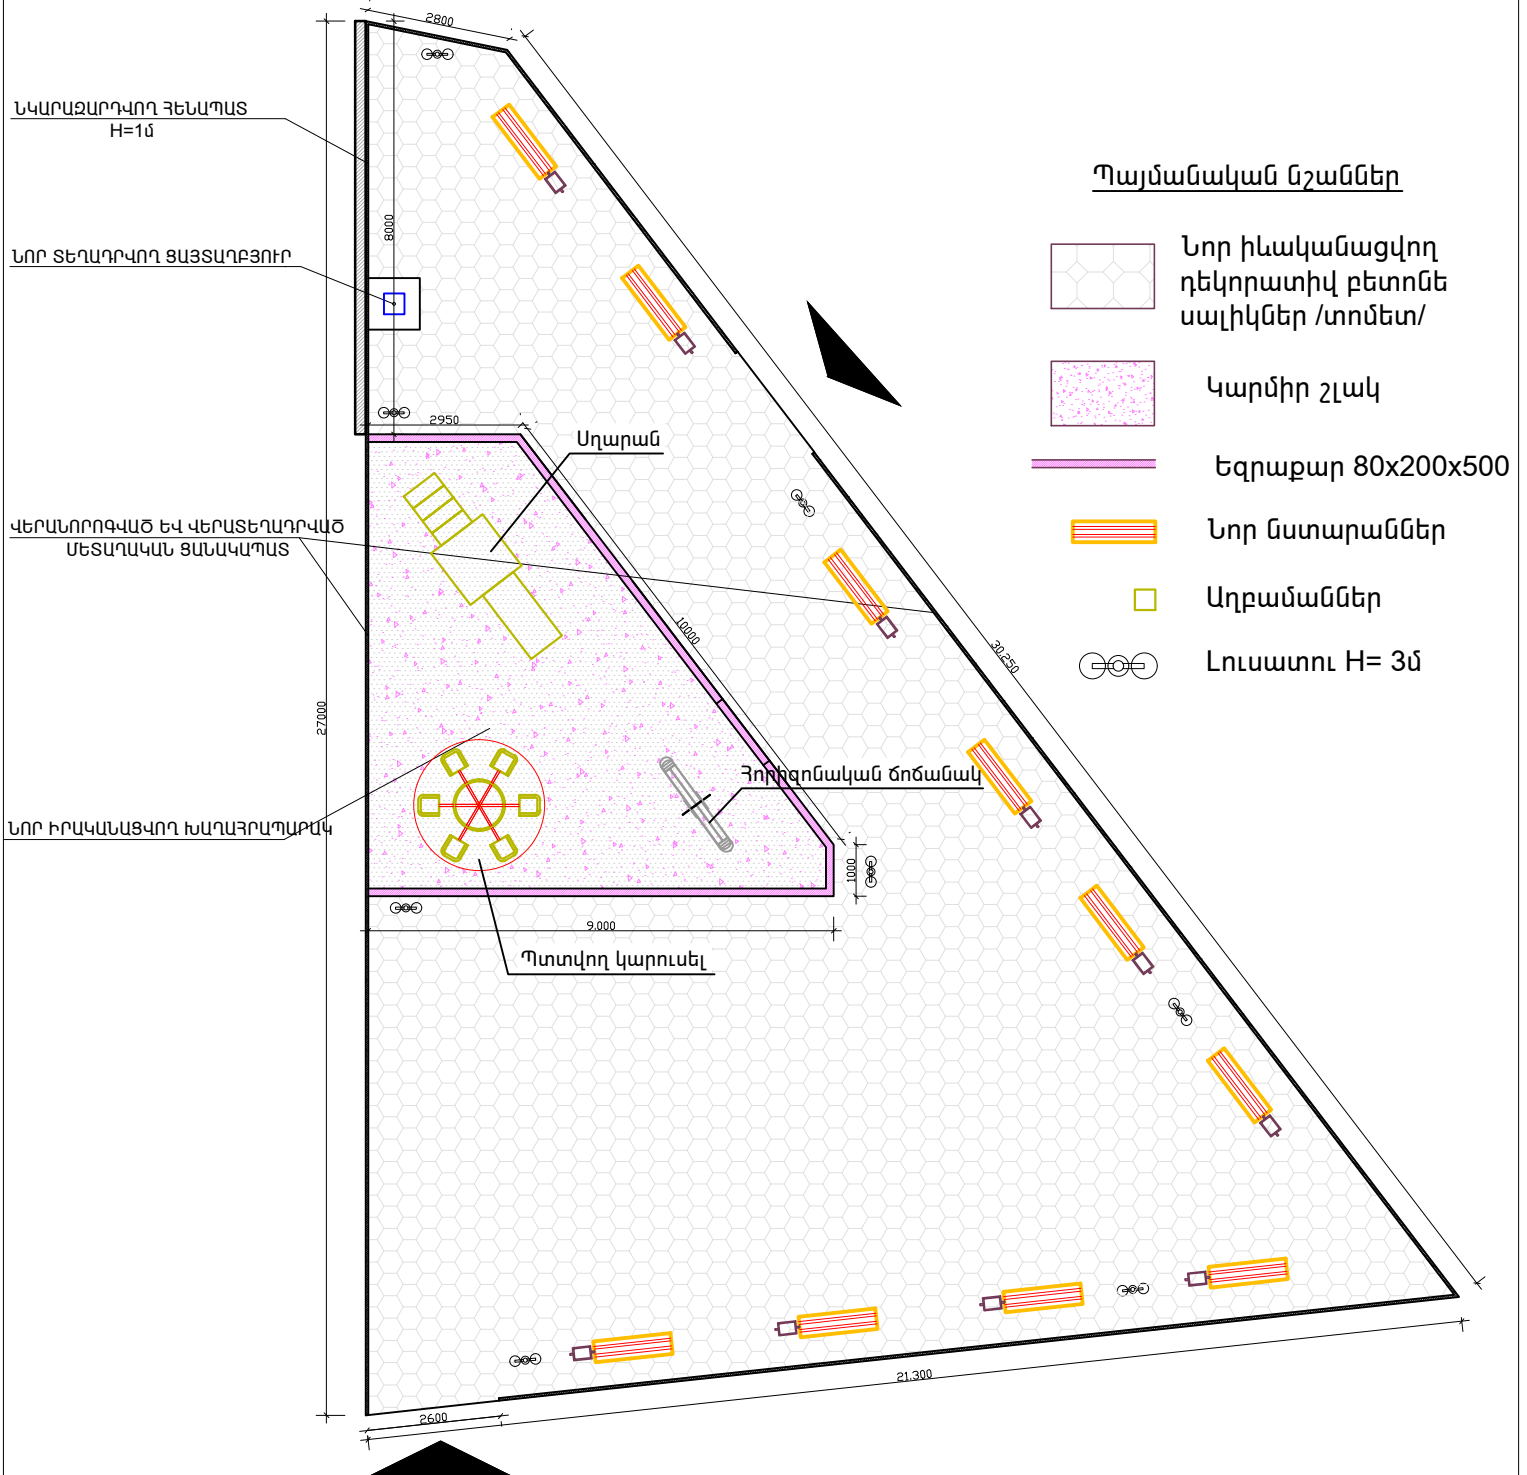 2800
ՆԿԱՐԱԶԱՐԴՎՈՂ ՀԵՆԱՊԱՏ
H=1մ
8000
ՆՈՐ ՏԵՂԱԴՐՎՈՂ ՑԱՅՏԱՂԲՅՈՒՐ
2950
Սղարան
ՎԵՐԱՆՈՐՈԳՎԱԾ ԵՎ ՎԵՐԱՏԵՂԱԴՐՎԱԾ
ՄԵՏԱՂԱԿԱՆ ՑԱՆԿԱՊԱՏ
10000
30.250
27000
Հորիզոնական ճոճանակ
ՆՈՐ ԻՐԱԿԱՆԱՑՎՈՂ ԽԱՂԱՀՐԱՊԱՐԱԿ
1000
9.000
Պտտվող կարուսել
21.300
2600
Պայմանական նշաններ
Նոր իևականացվող
դեկորատիվ բետոնե
սալիկներ /տոմետ/
Կարմիր շլակ
Եզրաքար 80x200x500
Նոր նստարաններ
Աղբամաններ
Լուսատու H= 3մ